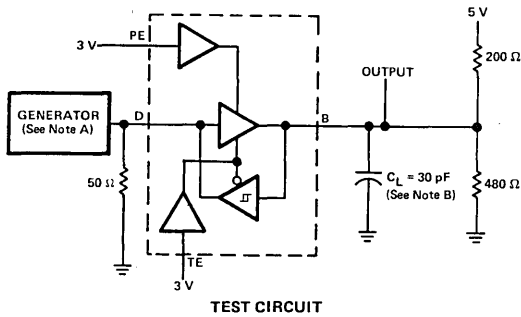 5 V
PE
3 V
200 Ω
OUTPUT
GENERATOR
(See Note A)
D
B
50 Ω
C_L = 30 pF
(See Note B)
480 Ω
TE
3 V
TEST CIRCUIT